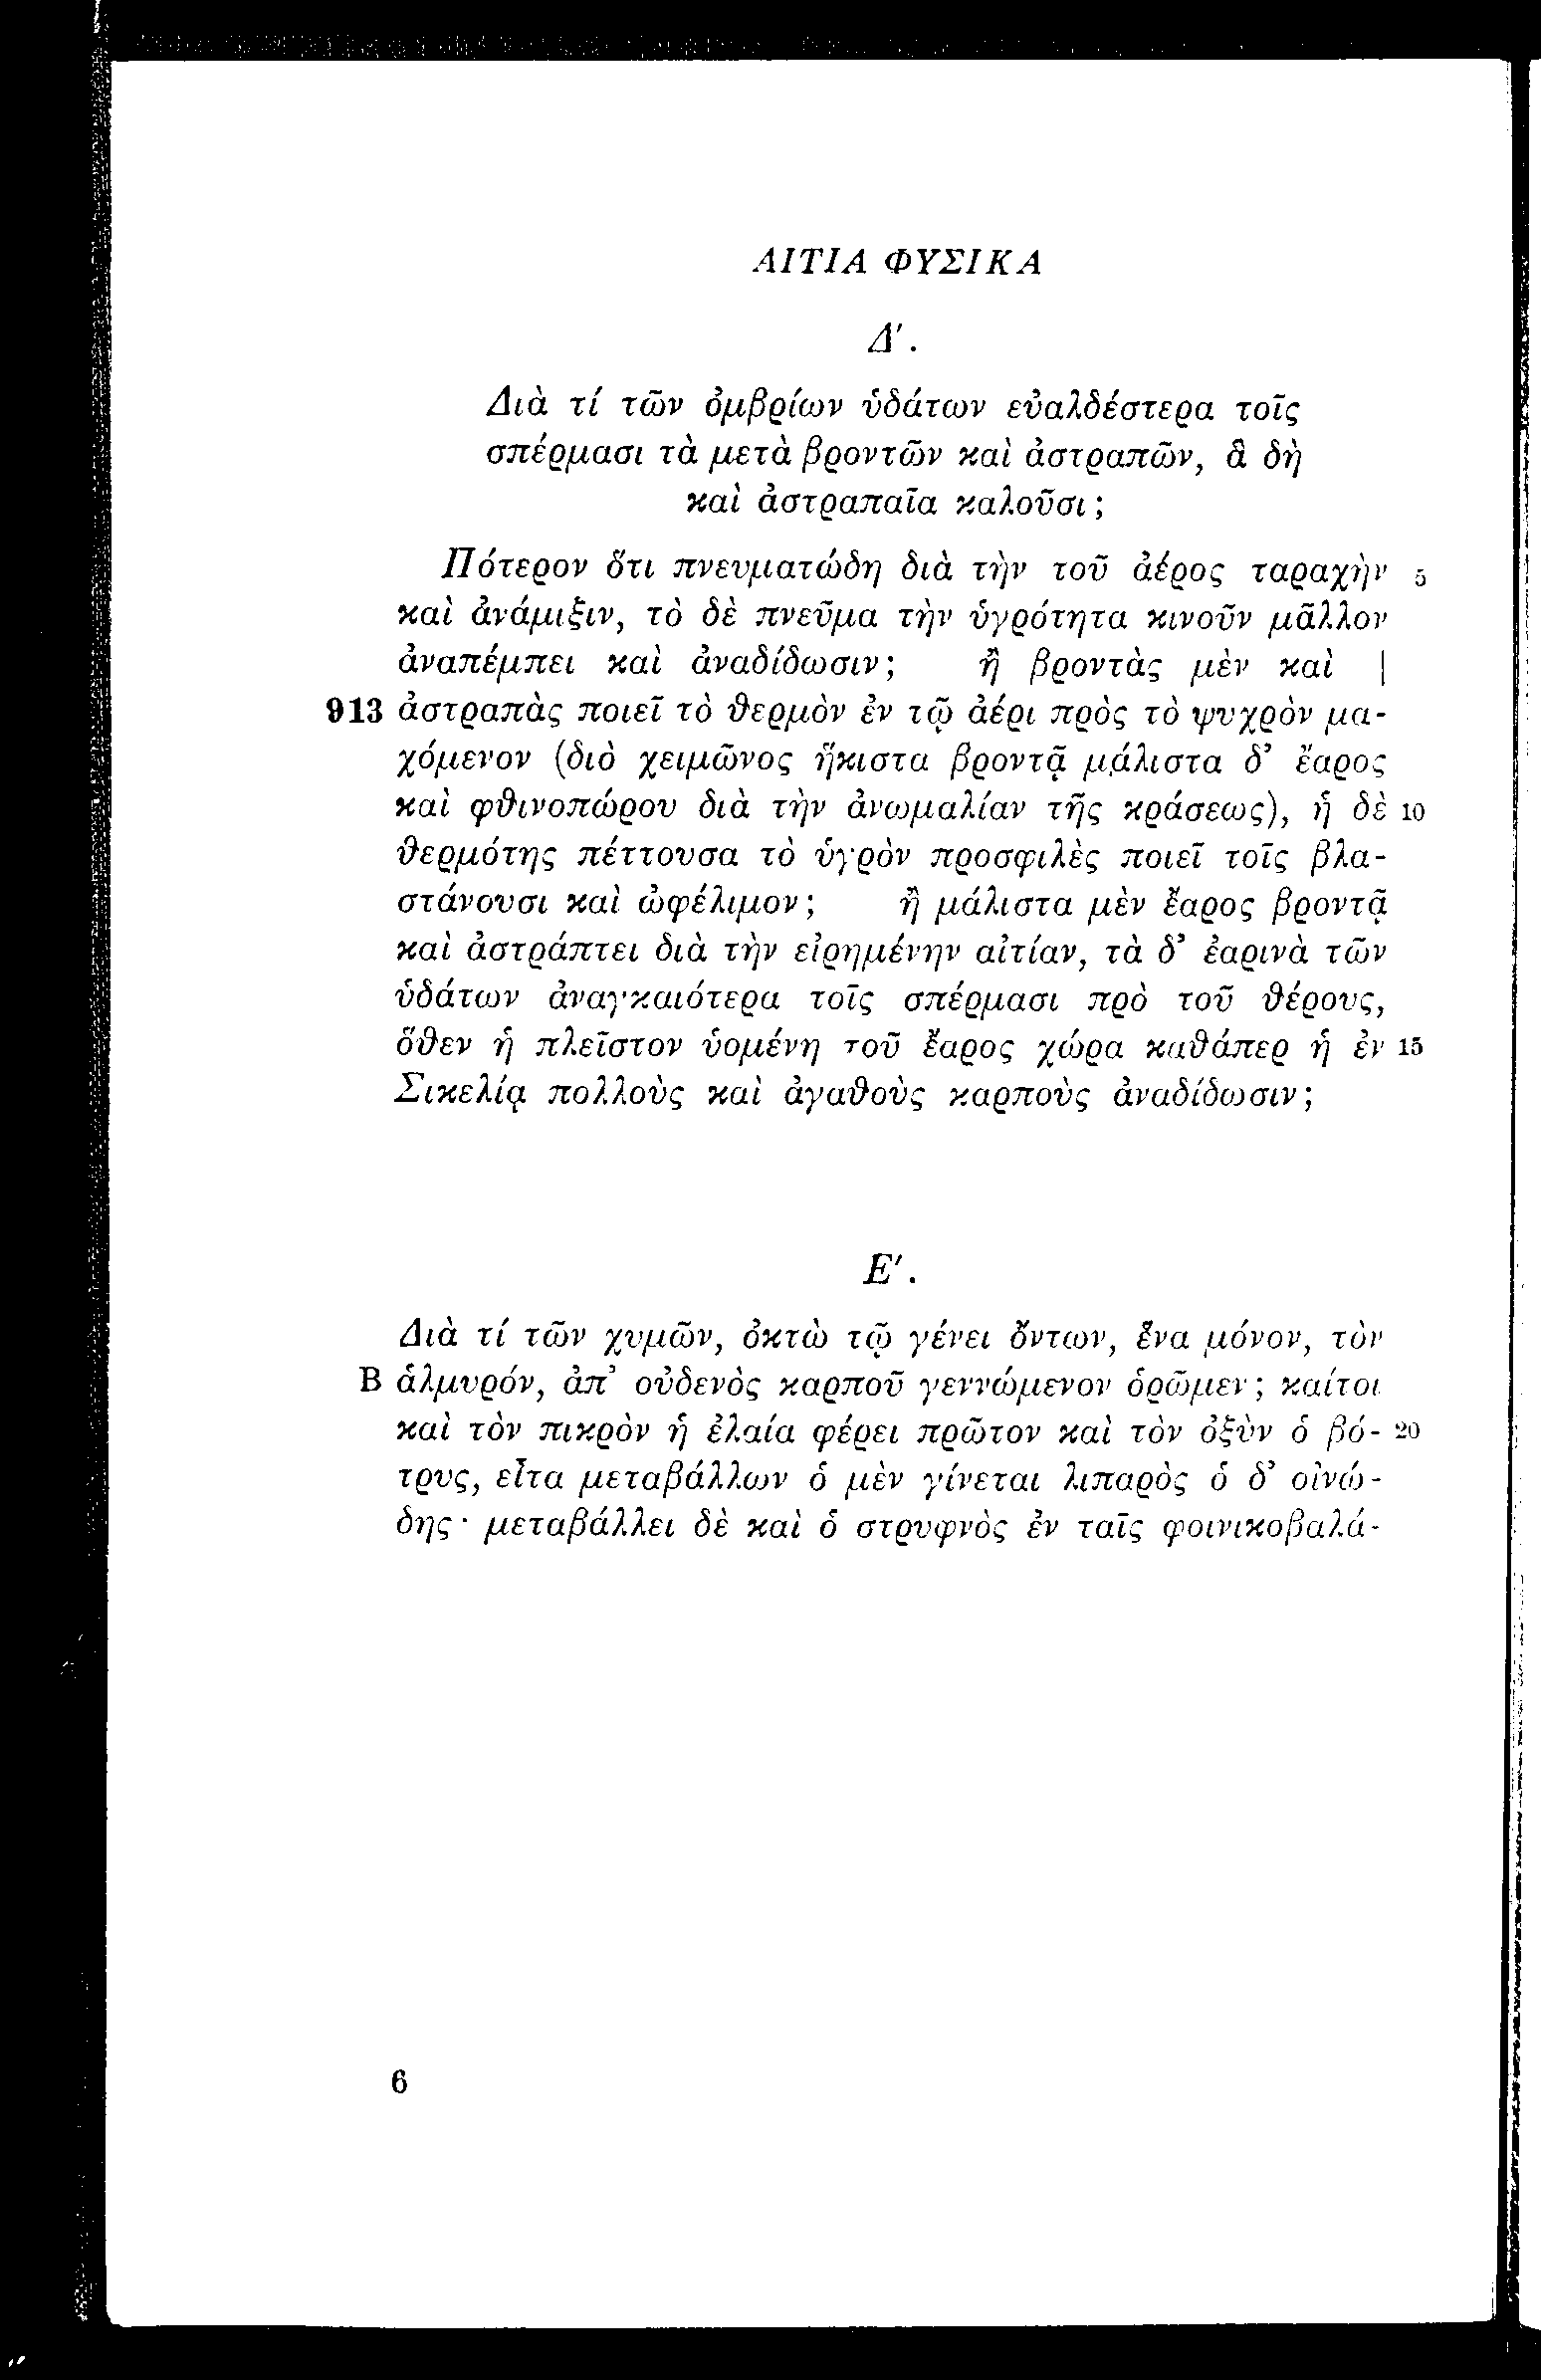 ΑΙΤΙΑ ΦΥΣΙΚΑ
Δ′.
Διὰ τί τῶν ὀμβρίων ὑδάτων εὐαλδέστερα τοῖς
σπέρμασι τὰ μετὰ βροντῶν καὶ ἀστραπῶν, ἃ δὴ
καὶ ἀστραπαῖα καλοῦσι;
Πότερον ὅτι πνευματώδη διὰ τὴν τοῦ ἀέρος ταραχὴν 5
καὶ ἀνάμιξιν, τὸ δὲ πνεῦμα τὴν ὑγρότητα κινοῦν μᾶλλον
ἀναπέμπει καὶ ἀναδίδωσιν; ἢ βροντὰς μὲν καὶ |
913 ἀστραπὰς ποιεῖ τὸ θερμὸν ἐν τῷ ἀέρι πρὸς τὸ ψυχρὸν μα-
χόμενον (διὸ χειμῶνος ἥκιστα βροντᾷ μάλιστα δ’ ἔαρος
καὶ φθινοπώρου διὰ τὴν ἀνωμαλίαν τῆς κράσεως), ἡ δὲ 10
θερμότης πέττουσα τὸ ὑγρὸν προσφιλὲς ποιεῖ τοῖς βλα-
στάνουσι καὶ ὠφέλιμον; ἢ μάλιστα μὲν ἔαρος βροντᾷ
καὶ ἀστράπτει διὰ τὴν εἰρημένην αἰτίαν, τὰ δ’ ἐαρινὰ τῶν
ὑδάτων ἀναγκαιότερα τοῖς σπέρμασι πρὸ τοῦ θέρους,
ὅθεν ἡ πλεῖστον ὑομένη τοῦ ἔαρος χώρα καθάπερ ἡ ἐν 15
Σικελίᾳ πολλοὺς καὶ ἀγαθοὺς καρποὺς ἀναδίδωσιν;
Ε′.
Διὰ τί τῶν χυμῶν, ὀκτὼ τῷ γένει ὄντων, ἕνα μόνον, τὸν
B ἁλμυρόν, ἀπ’ οὐδενὸς καρποῦ γεννώμενον ὁρῶμεν; καίτοι
καὶ τὸν πικρὸν ἡ ἐλαία φέρει πρῶτον καὶ τὸν ὀξὺν ὁ βό- 20
τρυς, εἶτα μεταβάλλων ὁ μὲν γίνεται λιπαρὸς ὁ δ’ οἰνώ-
δης· μεταβάλλει δὲ καὶ ὁ στρυφνὸς ἐν ταῖς φοινικοβαλά-
6